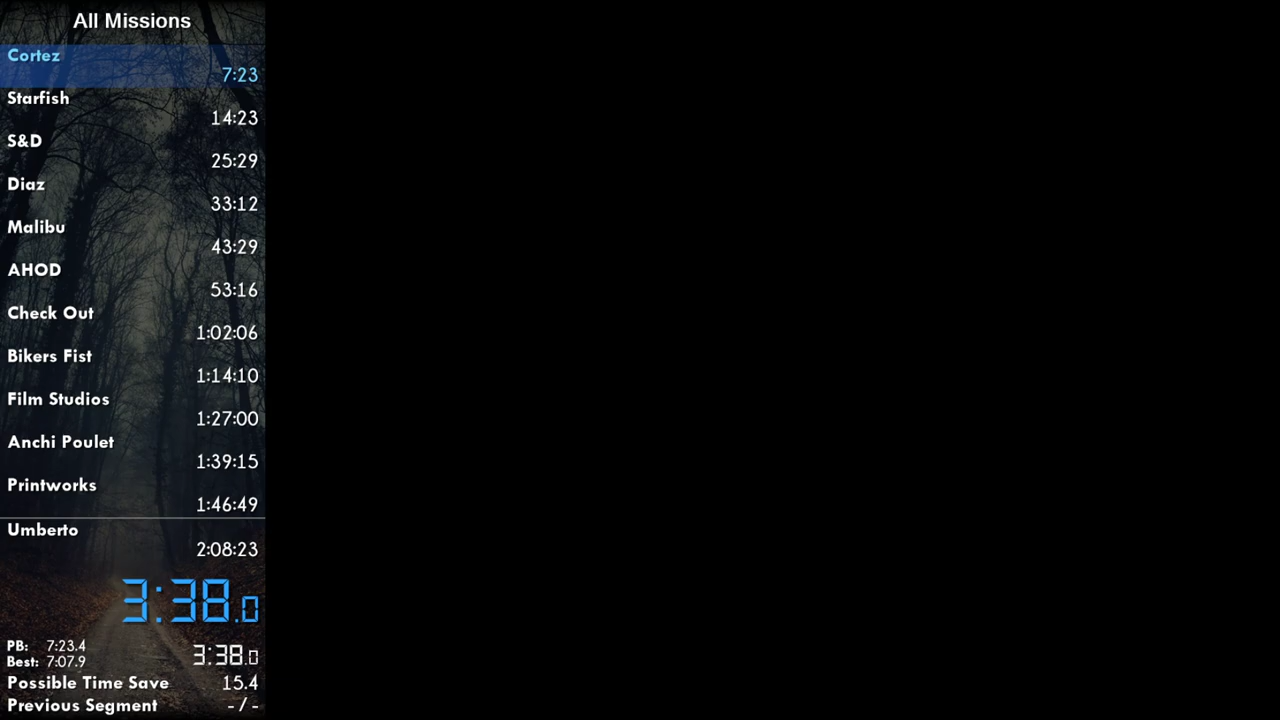 All Missions
Cortez
7:23
Starfish
14:23
S&D
25:29
Diaz
33:12
Malibu
43:29
AHOD
53:16
Check Out
1:02:06
Bikers Fist
1:14:10
Film Studios
1:27:00
Anchi Poulet
1:39:15
Printworks
1:46:49
Umberto
2:08:23
3:38.0
PB: 7:23.4
Best: 7:07.9
3:38.0
Possible Time Save 15.4
Previous Segment - / -